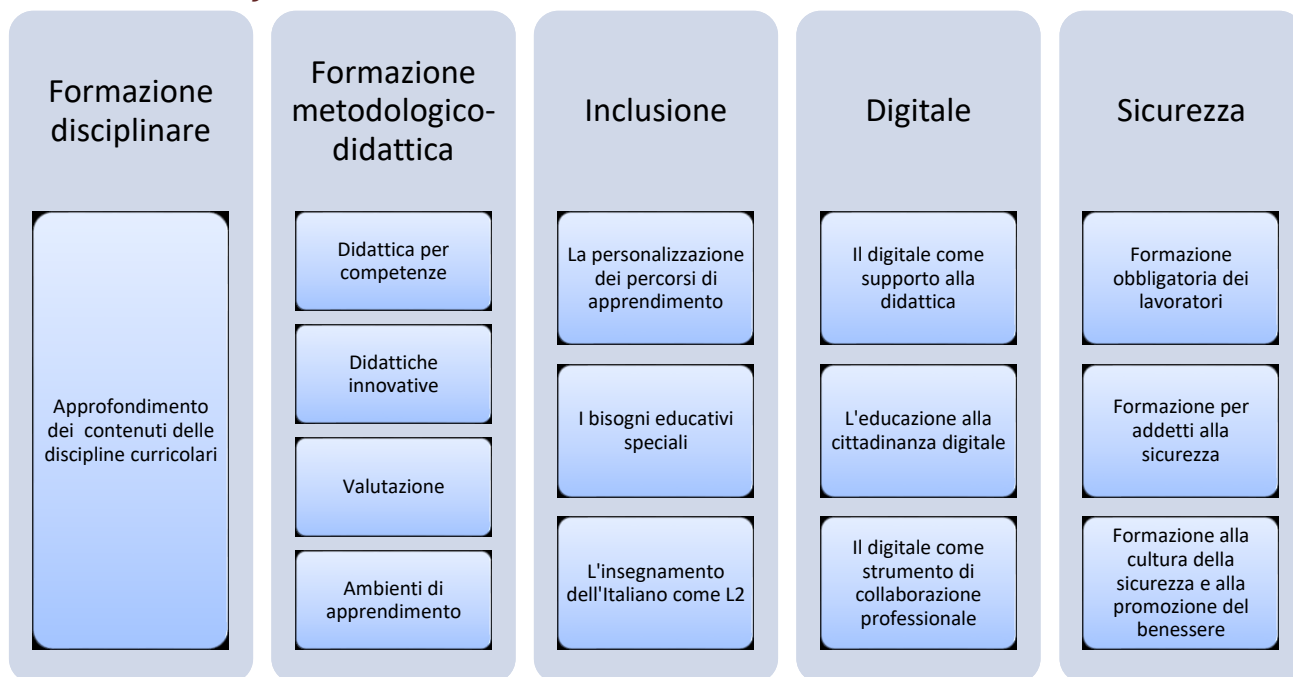 Formazione
disciplinare
Approfondimento
dei contenuti delle
discipline curricolari
Formazione
metodologico-
didattica
Didattica per
competenze
Didattiche
innovative
Valutazione
Ambienti di
apprendimento
Inclusione
La personalizzazione
dei percorsi di
apprendimento
I bisogni educativi
speciali
L'insegnamento
dell'Italiano come L2
Digitale
Il digitale come
supporto alla
didattica
L'educazione alla
cittadinanza digitale
Il digitale come
strumento di
collaborazione
professionale
Sicurezza
Formazione
obbligatoria dei
lavoratori
Formazione per
addetti alla
sicurezza
Formazione alla
cultura della
sicurezza e alla
promozione del
benessere